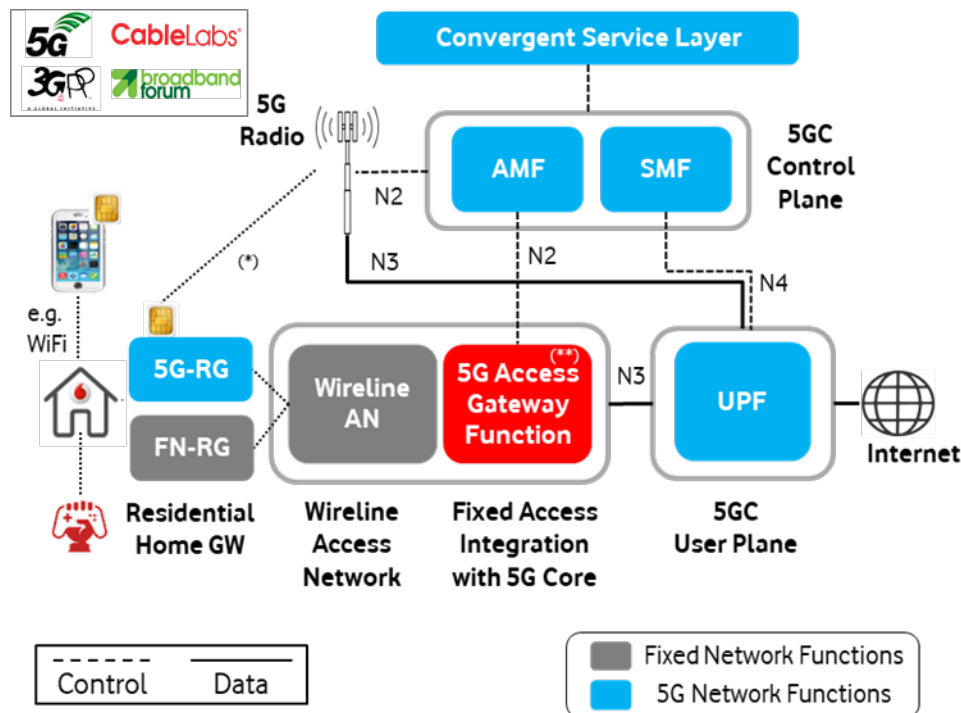 5G
CableLabs®
3GPP
A GLOBAL INITIATIVE
broadband
forum
Convergent Service Layer
5G
Radio
AMF
SMF
5GC
Control
Plane
N2
N2
(*)
N3
N4
e.g.
WiFi
5G-RG
FN-RG
Wireline
AN
(**)
5G Access
Gateway
Function
N3
UPF
Internet
Residential
Home GW
Wireline
Access
Network
Fixed Access
Integration
with 5G Core
5GC
User Plane
Control
Data
Fixed Network Functions
5G Network Functions